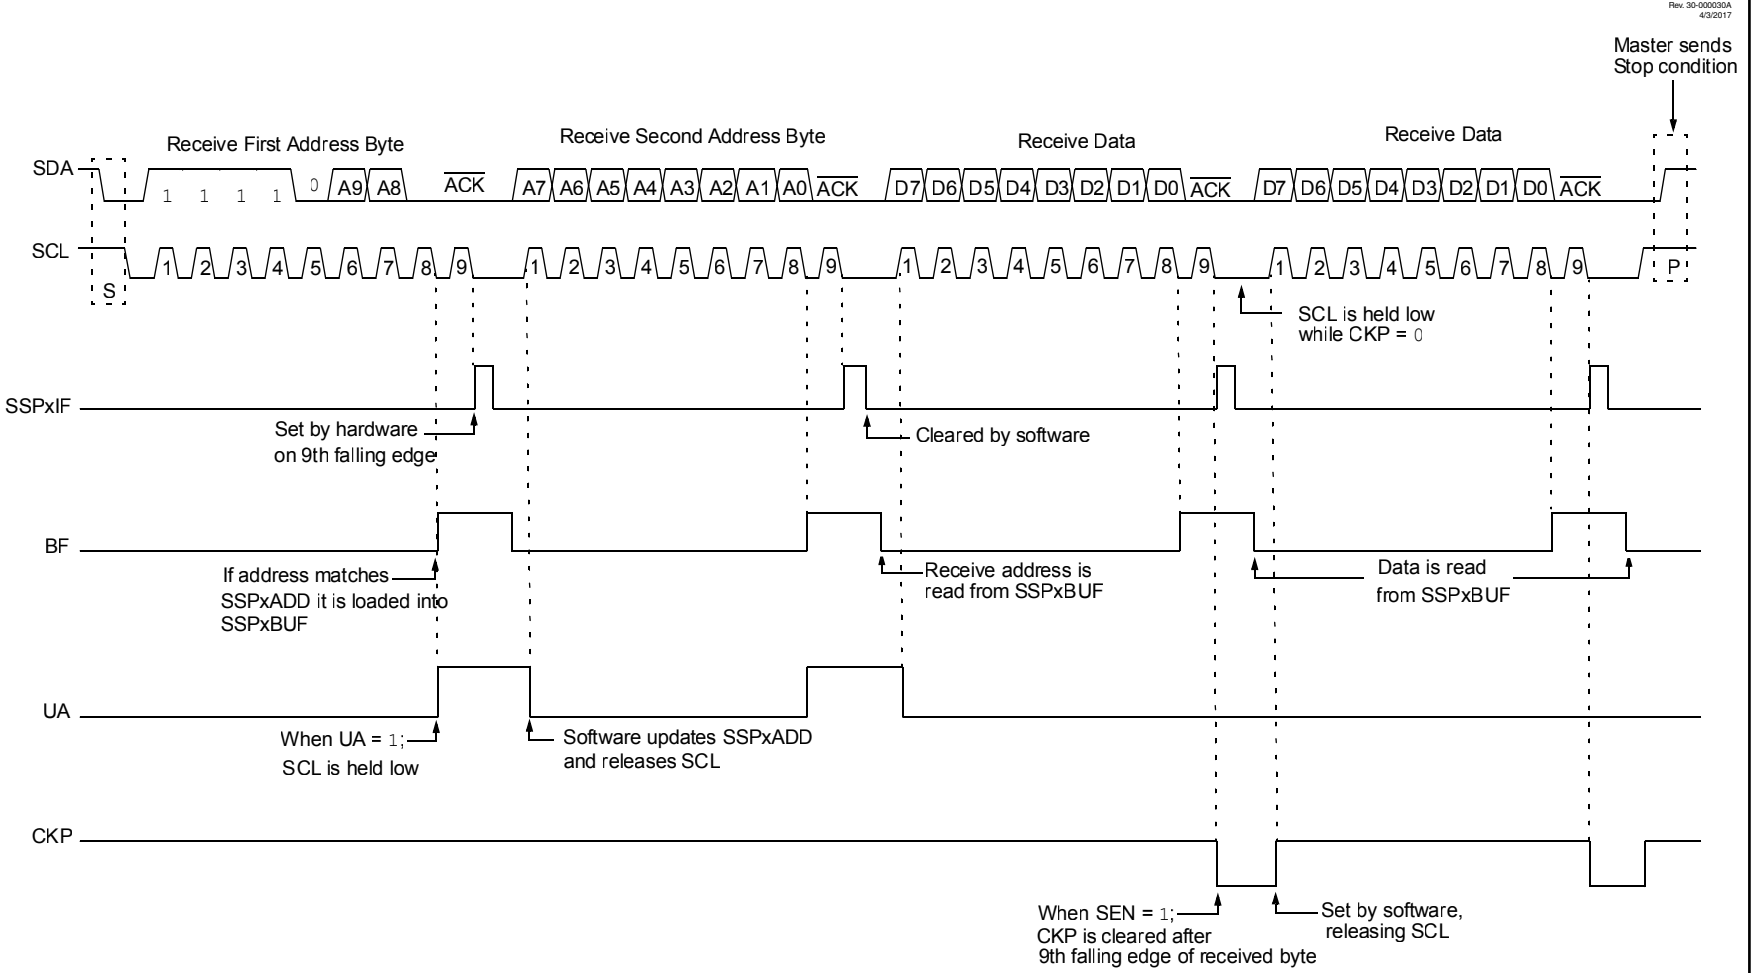 Rev. 30-000030A
4/3/2017
Master sends
Stop condition
Receive First Address Byte
Receive Second Address Byte
Receive Data
Receive Data
SDA
1 1 1 1 0 A9 A8 ACK A7 A6 A5 A4 A3 A2 A1 A0 ACK D7 D6 D5 D4 D3 D2 D1 D0 ACK D7 D6 D5 D4 D3 D2 D1 D0 ACK
SCL
S 1 2 3 4 5 6 7 8 9 1 2 3 4 5 6 7 8 9 1 2 3 4 5 6 7 8 9 1 2 3 4 5 6 7 8 9 P
SCL is held low
while CKP = 0
SSPxIF
Set by hardware
on 9th falling edge
Cleared by software
BF
If address matches
SSPxADD it is loaded into
SSPxBUF
Receive address is
read from SSPxBUF
Data is read
from SSPxBUF
UA
When UA = 1;
SCL is held low
Software updates SSPxADD
and releases SCL
CKP
When SEN = 1;
CKP is cleared after
9th falling edge of received byte
Set by software,
releasing SCL